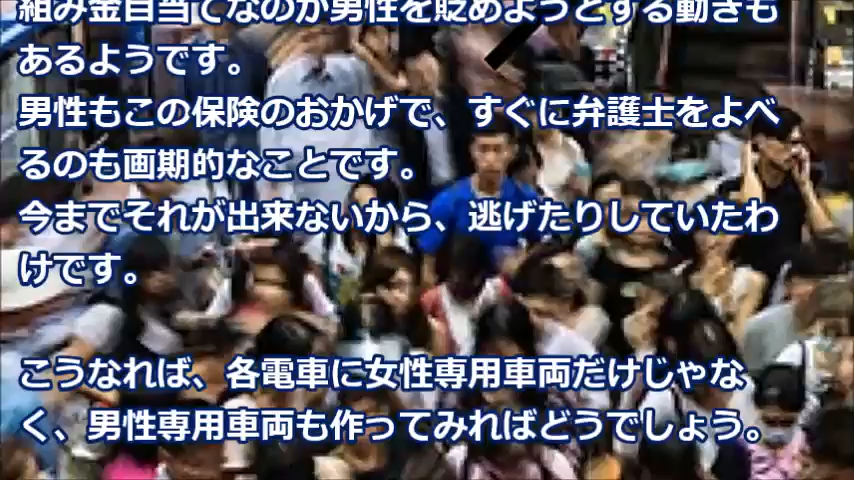 組み金目当てなのか男性を貶めようとする動きも
あるようです。
男性もこの保険のおかげで、すぐに弁護士をよべ
るのも画期的なことです。
今までそれが出来ないから、逃げたりしていたわ
けです。
こうなれば、各電車に女性専用車両だけじゃな
く、男性専用車両も作ってみればどうでしょう。